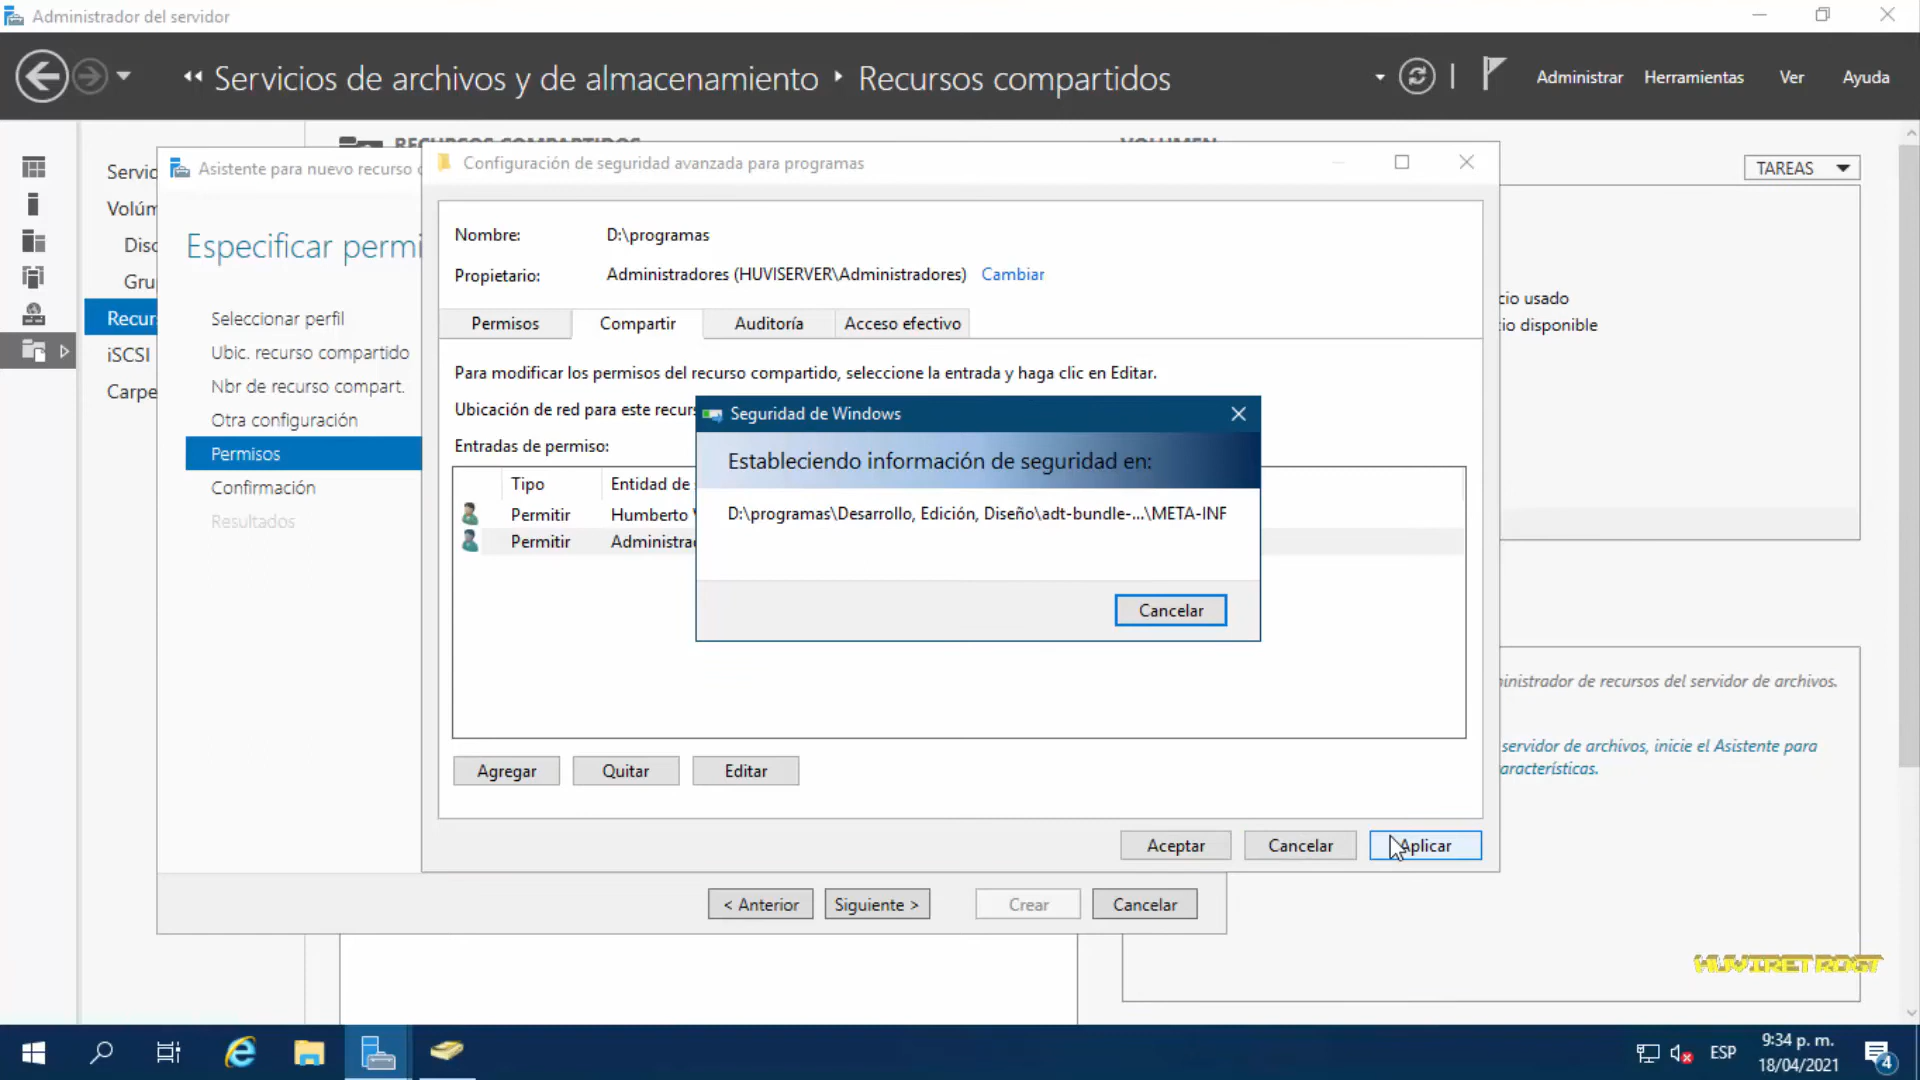 Administrador del servidor
Servicios de archivos y de almacenamiento
Recursos compartidos
Administrar
Herramientas
Ver
Ayuda
RECURSOS COMPARTIDOS
VOLUMEN
TAREAS
Asistente para nuevo recurso
Configuración de seguridad avanzada para programas
Servic
Volúm
Disc
Gru
Recur
iSCSI
Carpe
Especificar permi
Seleccionar perfil
Ubic. recurso compartido
Nbr de recurso compart.
Otra configuración
Permisos
Confirmación
Resultados
Nombre:
D:\programas
Propietario:
Administradores (HUVISERVER\Administradores)
Cambiar
Permisos
Compartir
Auditoría
Acceso efectivo
Para modificar los permisos del recurso compartido, seleccione la entrada y haga clic en Editar.
Ubicación de red para este recurs
Entradas de permiso:
Tipo
Entidad de
Permitir
Humberto
Permitir
Administra
Seguridad de Windows
Estableciendo información de seguridad en:
D:\programas\Desarrollo, Edición, Diseño\adt-bundle-...\META-INF
Cancelar
Agregar
Quitar
Editar
Aceptar
Cancelar
Aplicar
< Anterior
Siguiente >
Crear
Cancelar
cio usado
io disponible
inistrador de recursos del servidor de archivos.
servidor de archivos, inicie el Asistente para
aracterísticas.
HUVIRETROGT
ESP
9:34 p. m.
18/04/2021
4